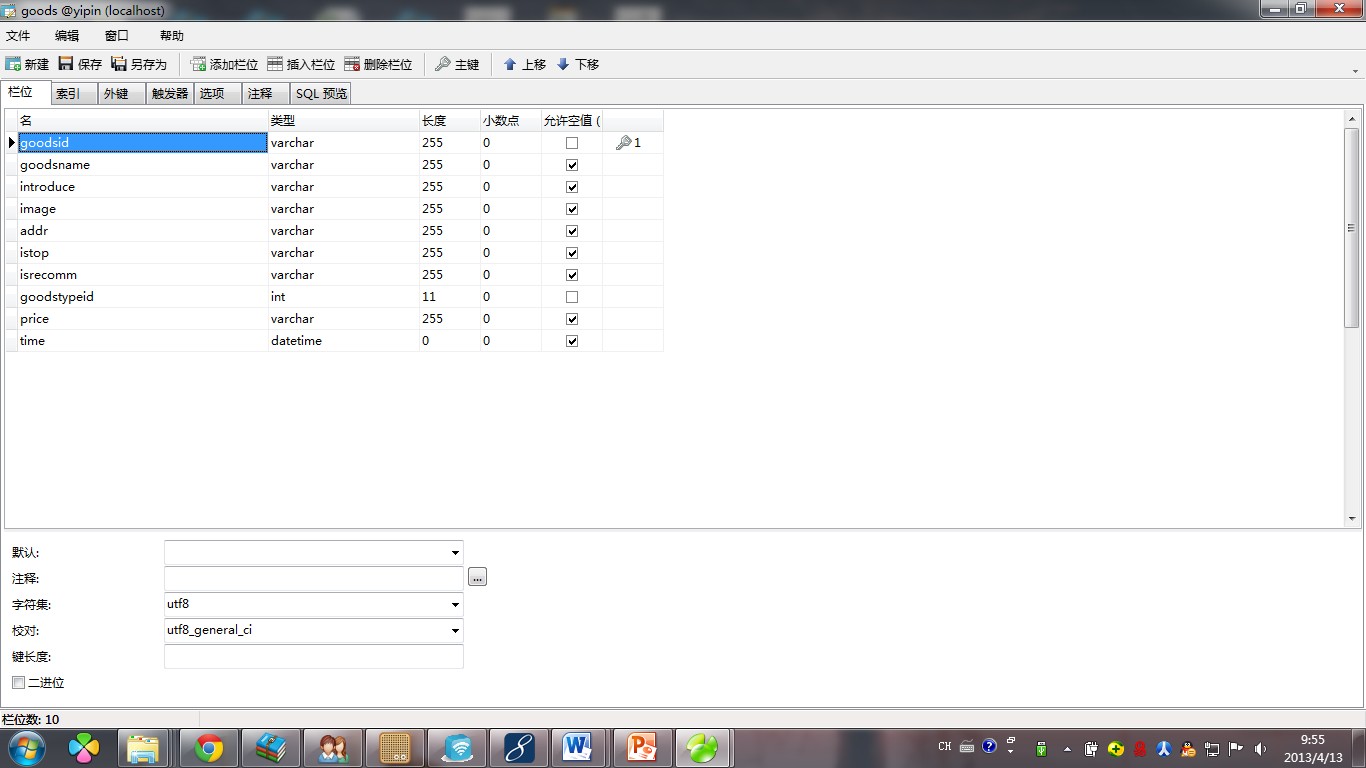 goods @yipin (localhost)
文件 编辑 窗口 帮助
新建 保存 另存为 添加栏位 插入栏位 删除栏位 主键 上移 下移
栏位 索引 外键 触发器 选项 注释 SQL 预览
名 类型 长度 小数点 允许空值 (
goodsid varchar 255 0 1
goodsname varchar 255 0
introduce varchar 255 0
image varchar 255 0
addr varchar 255 0
istop varchar 255 0
isrecomm varchar 255 0
goodstypeid int 11 0
price varchar 255 0
time datetime 0 0
默认:
注释: ...
字符集: utf8
校对: utf8_general_ci
键长度:
二进位
栏位数: 10
CH
9:55
2013/4/13